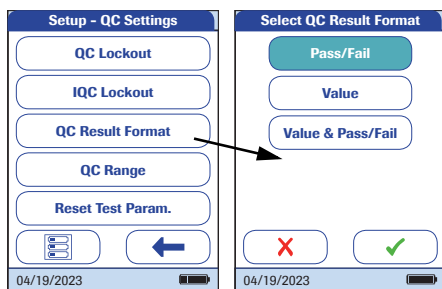 Setup - QC Settings
QC Lockout
IQC Lockout
QC Result Format
QC Range
Reset Test Param.
04/19/2023
Select QC Result Format
Pass/Fail
Value
Value & Pass/Fail
04/19/2023